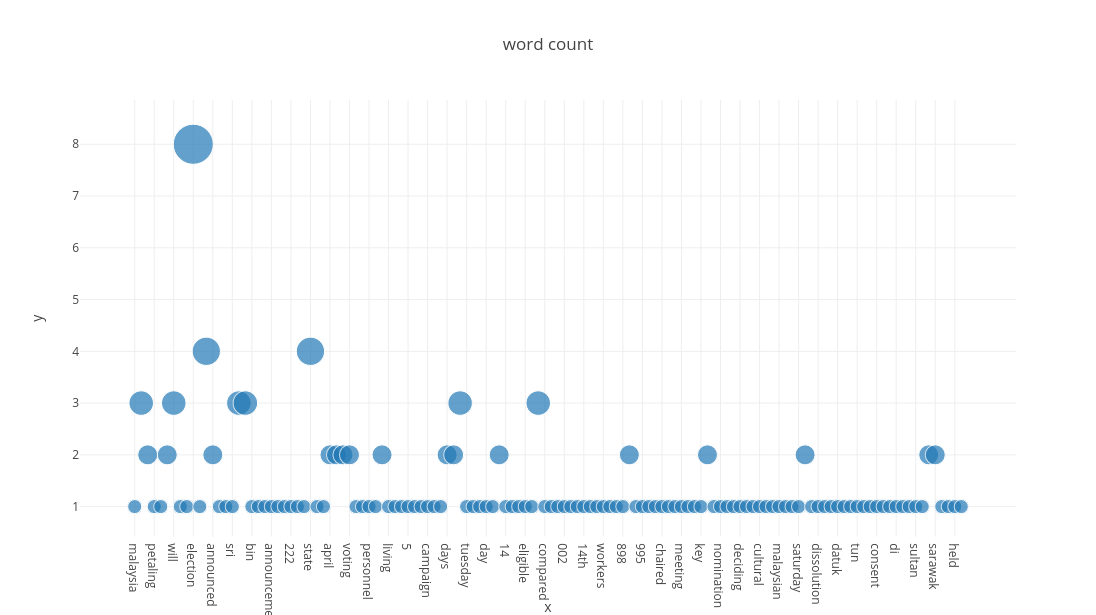 word count
8
7
6
5
4
3
2
1
y
malaysia
petaling
will
election
announced
sri
bin
announceme
222
state
april
voting
personnel
living
5
campaign
days
tuesday
day
14
eligible
compared
002
14th
workers
898
995
chaired
meeting
key
nomination
deciding
cultural
malaysian
saturday
dissolution
datuk
tun
consent
di
sultan
sarawak
held
x